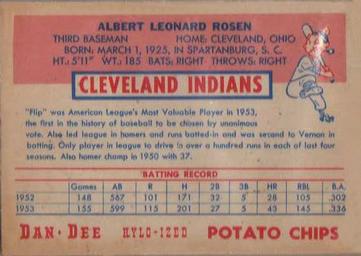 ALBERT LEONARD ROSEN
THIRD BASEMAN HOME: CLEVELAND, OHIO
BORN: MARCH 1, 1925, IN SPARTANBURG, S. C.
HT.: 5'11" WT.: 185 BATS: RIGHT THROWS: RIGHT
CLEVELAND INDIANS
"Flip" was American League's Most Valuable Player in 1953,
the first in the history of baseball to be chosen by unanimous
vote. Also led league in homers and runs batted-in and was second to Vernon in
batting. Only player in league to drive in over a hundred runs in each of last four
seasons. Also homer champ in 1950 with 37.
BATTING RECORD
Games AB R H 2B 3B HR RBI. B.A.
1952 148 567 101 171 32 5 28 105 .302
1953 155 599 115 201 27 5 43 145 .336
DAN-DEE HYLO-IZED POTATO CHIPS